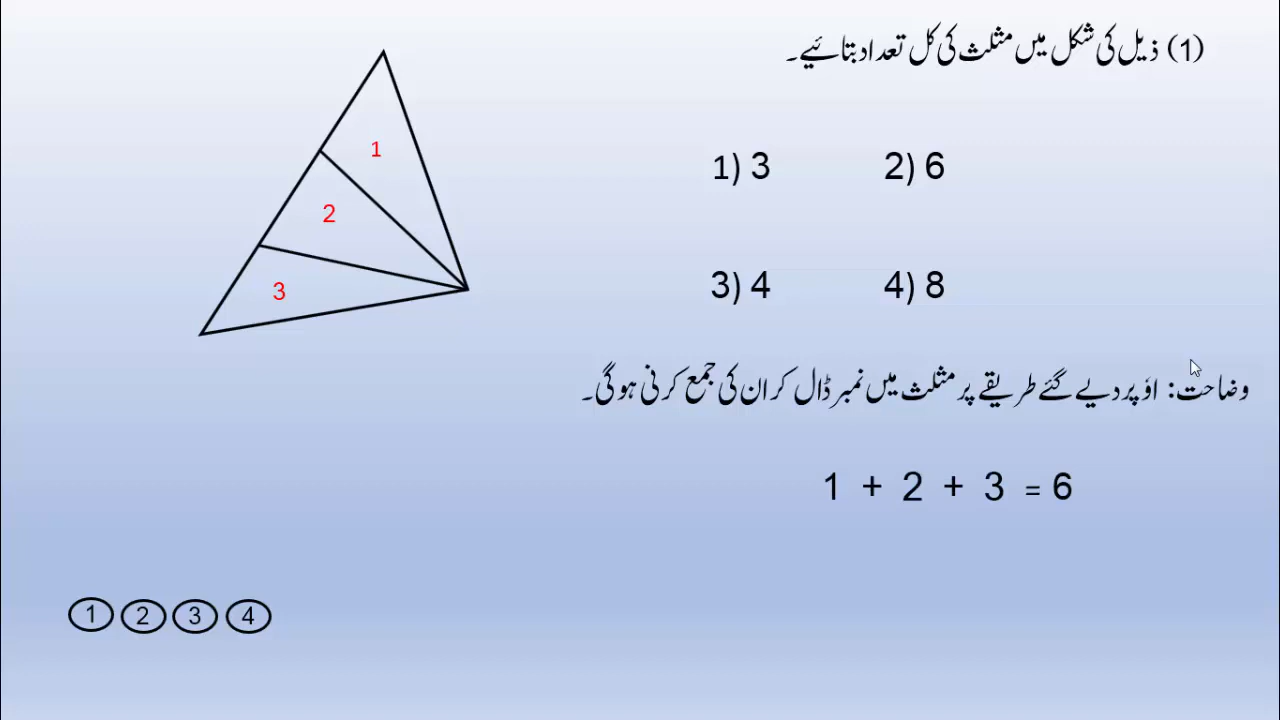 (1) ذیل کی شکل میں مثلث کی کل تعداد بتائیے۔
1
2
3
1) 3 2) 6
3) 4 4) 8
وضاحت: اوٗپر دیے گئے طریقے پر مثلث میں نمبر ڈال کر ان کی جمع کرنی ہوگی۔
1 + 2 + 3 = 6
1 2 3 4